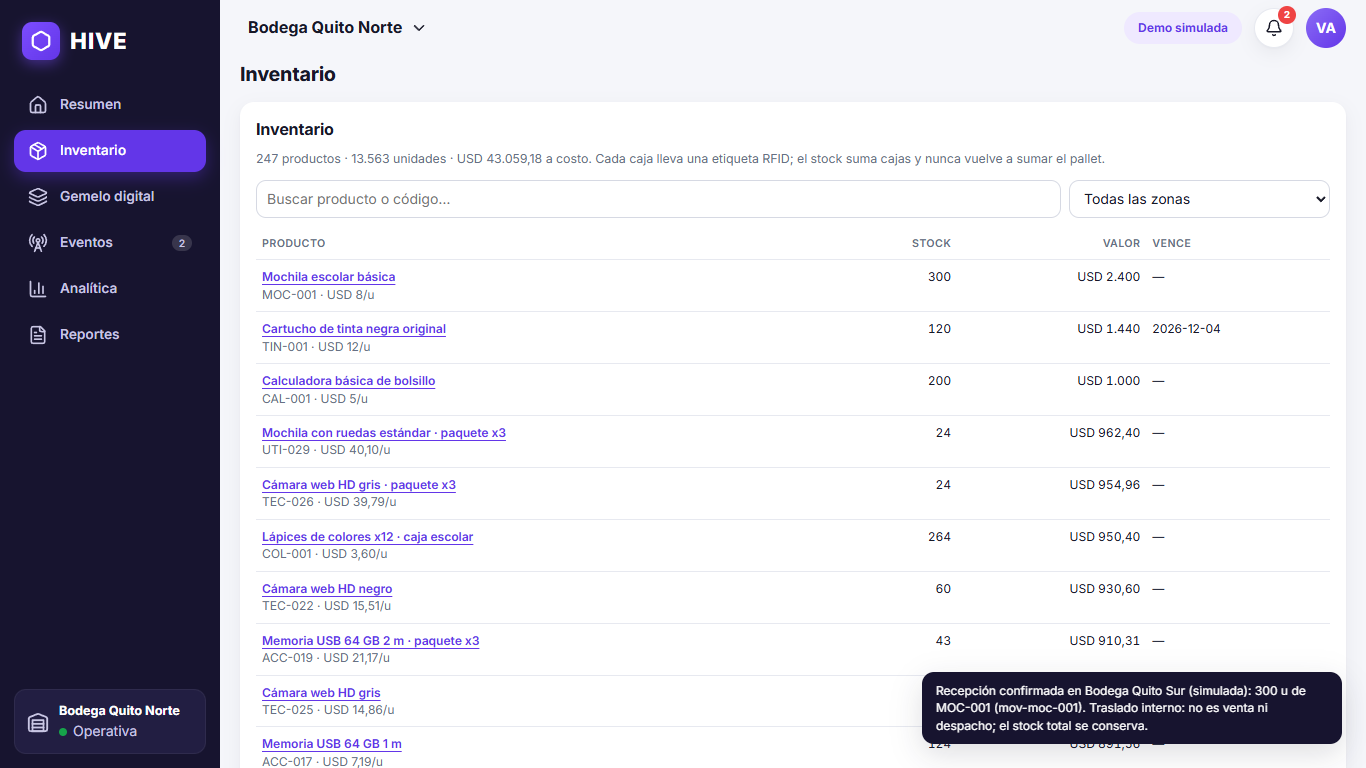 HIVE
Resumen
Inventario
Gemelo digital
Eventos 2
Analítica
Reportes
Bodega Quito Norte
Operativa
Bodega Quito Norte
Demo simulada
2
VA
Inventario
Inventario
247 productos · 13.563 unidades · USD 43.059,18 a costo. Cada caja lleva una etiqueta RFID; el stock suma cajas y nunca vuelve a sumar el pallet.
Buscar producto o código...
Todas las zonas
PRODUCTO STOCK VALOR VENCE
Mochila escolar básica 300 USD 2.400 —
MOC-001 · USD 8/u
Cartucho de tinta negra original 120 USD 1.440 2026-12-04
TIN-001 · USD 12/u
Calculadora básica de bolsillo 200 USD 1.000 —
CAL-001 · USD 5/u
Mochila con ruedas estándar · paquete x3 24 USD 962,40 —
UTI-029 · USD 40,10/u
Cámara web HD gris · paquete x3 24 USD 954,96 —
TEC-026 · USD 39,79/u
Lápices de colores x12 · caja escolar 264 USD 950,40 —
COL-001 · USD 3,60/u
Cámara web HD negro 60 USD 930,60 —
TEC-022 · USD 15,51/u
Memoria USB 64 GB 2 m · paquete x3 43 USD 910,31 —
ACC-019 · USD 21,17/u
Cámara web HD gris
TEC-025 · USD 14,86/u
Memoria USB 64 GB 1 m 124 USD 891,56 —
ACC-017 · USD 7,19/u
Recepción confirmada en Bodega Quito Sur (simulada): 300 u de
MOC-001 (mov-moc-001). Traslado interno: no es venta ni
despacho; el stock total se conserva.